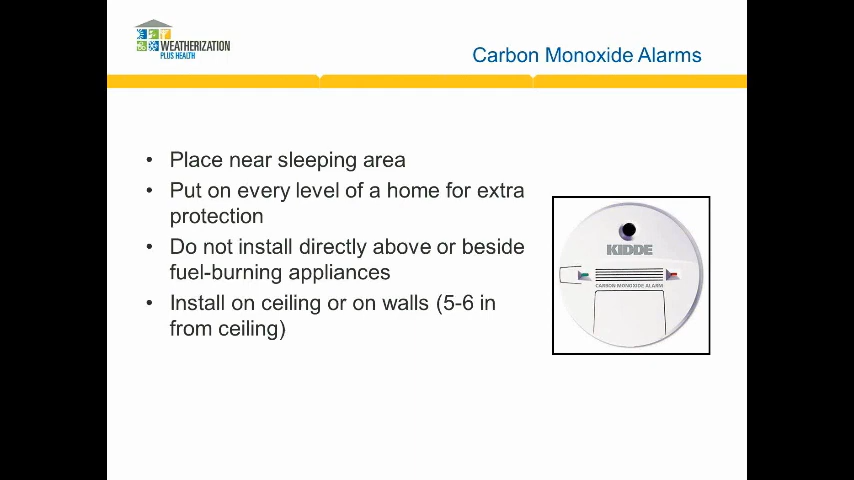 WEATHERIZATION
PLUS HEALTH
Carbon Monoxide Alarms
• Place near sleeping area
• Put on every level of a home for extra
protection
• Do not install directly above or beside
fuel-burning appliances
• Install on ceiling or on walls (5-6 in
from ceiling)
KIDDE
CARBON MONOXIDE ALARM